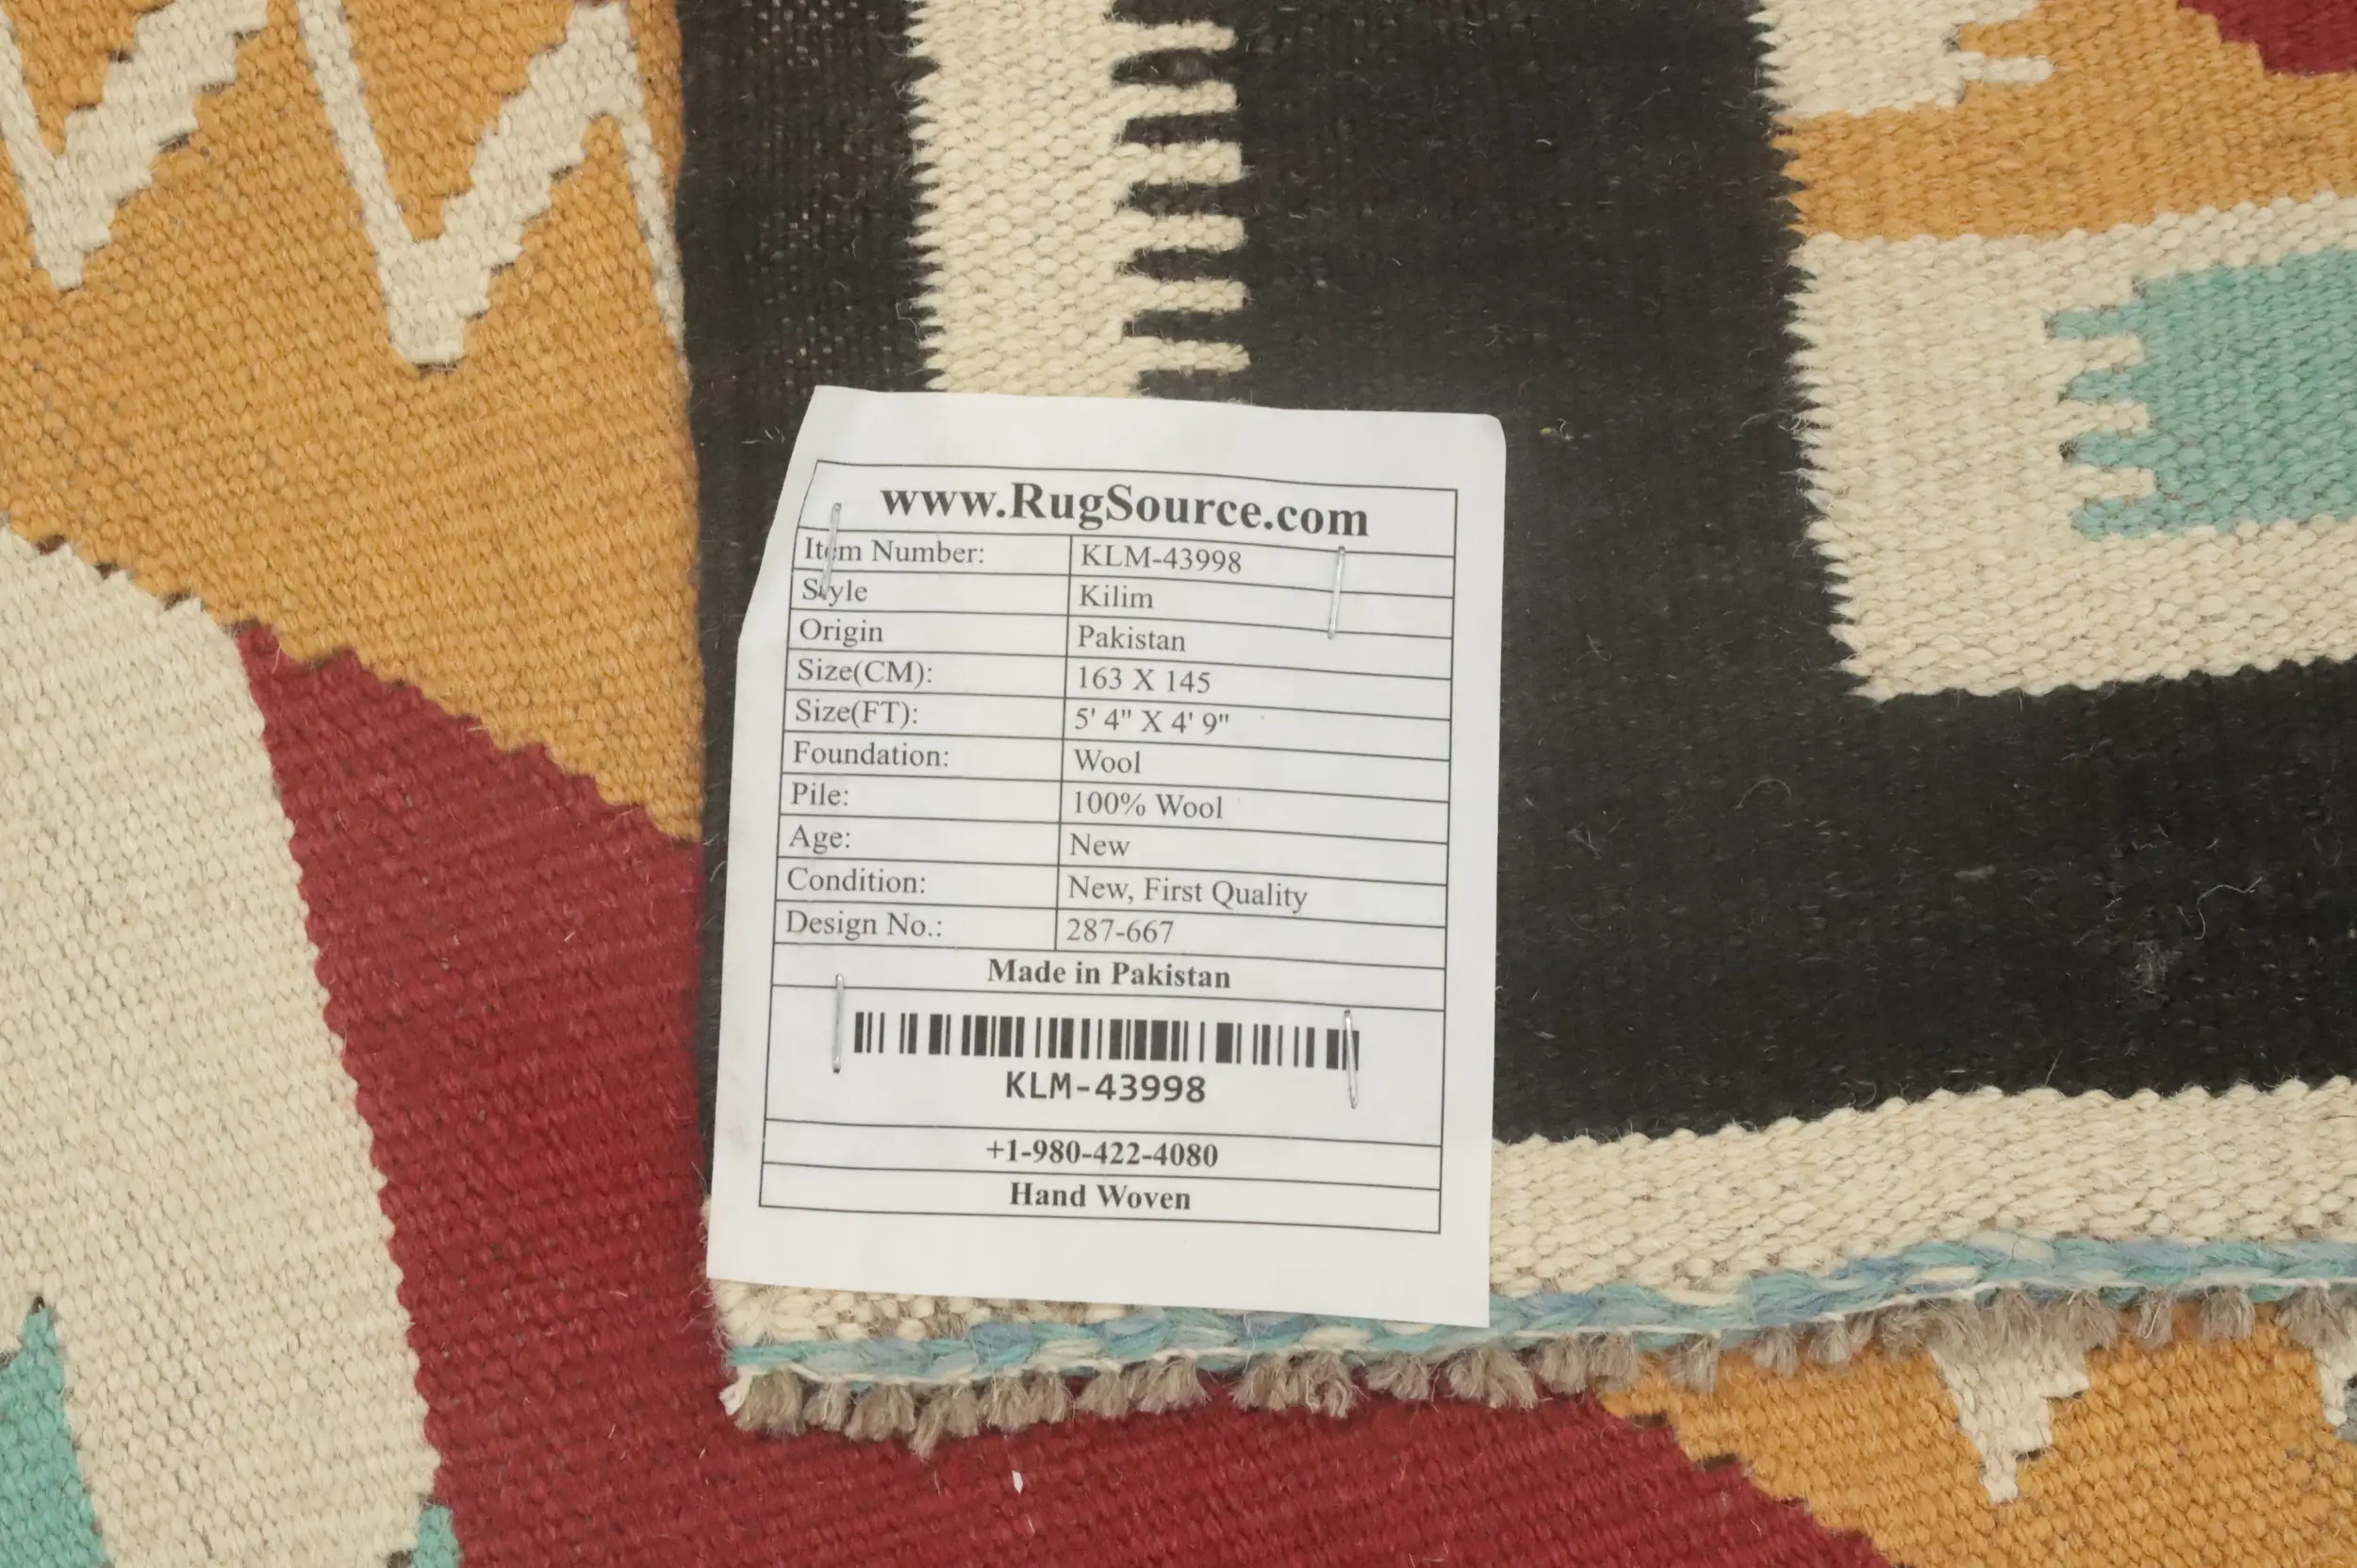 www.RugSource.com
Item Number: KLM-43998
Style Kilim
Origin Pakistan
Size(CM): 163 X 145
Size(FT): 5' 4" X 4' 9"
Foundation: Wool
Pile: 100% Wool
Age: New
Condition: New, First Quality
Design No.: 287-667
Made in Pakistan
KLM-43998
+1-980-422-4080
Hand Woven